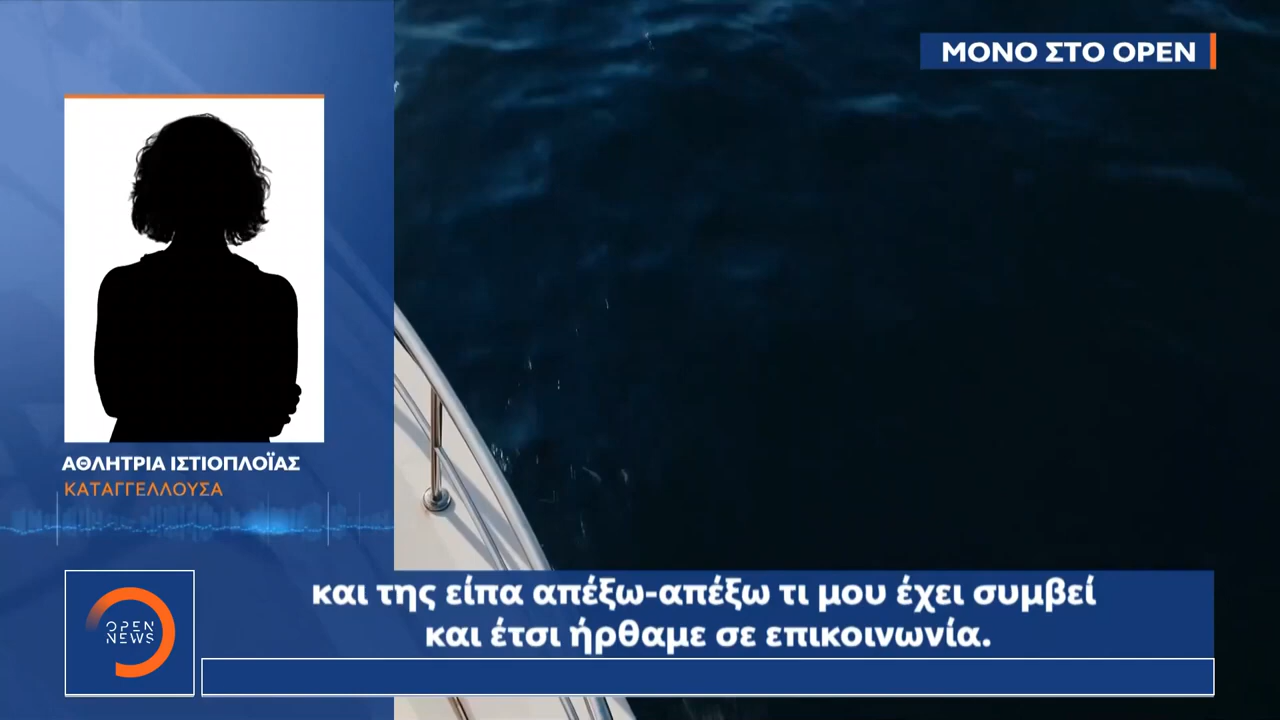 ΜΟΝΟ ΣΤΟ OPEN
ΑΘΛΗΤΡΙΑ ΙΣΤΙΟΠΛΟΪΑΣ
ΚΑΤΑΓΓΕΛΛΟΥΣΑ
και της είπα απέξω-απέξω τι μου έχει συμβεί
και έτσι ήρθαμε σε επικοινωνία.
OPEN
NEWS